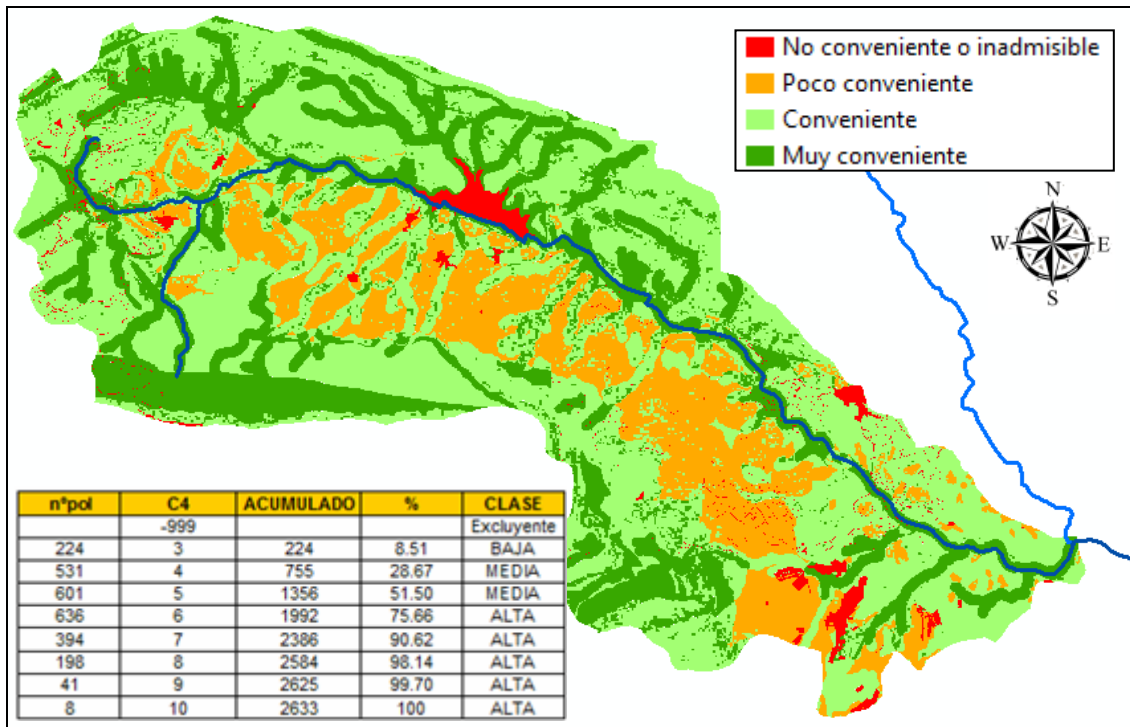 No conveniente o inadmisible
Poco conveniente
Conveniente
Muy conveniente
N
W E
S
nºpol C4 ACUMULADO % CLASE
-999 Excluyente
224 3 224 8.51 BAJA
531 4 755 28.67 MEDIA
601 5 1356 51.50 MEDIA
636 6 1992 75.66 ALTA
394 7 2386 90.62 ALTA
198 8 2584 98.14 ALTA
41 9 2625 99.70 ALTA
8 10 2633 100 ALTA